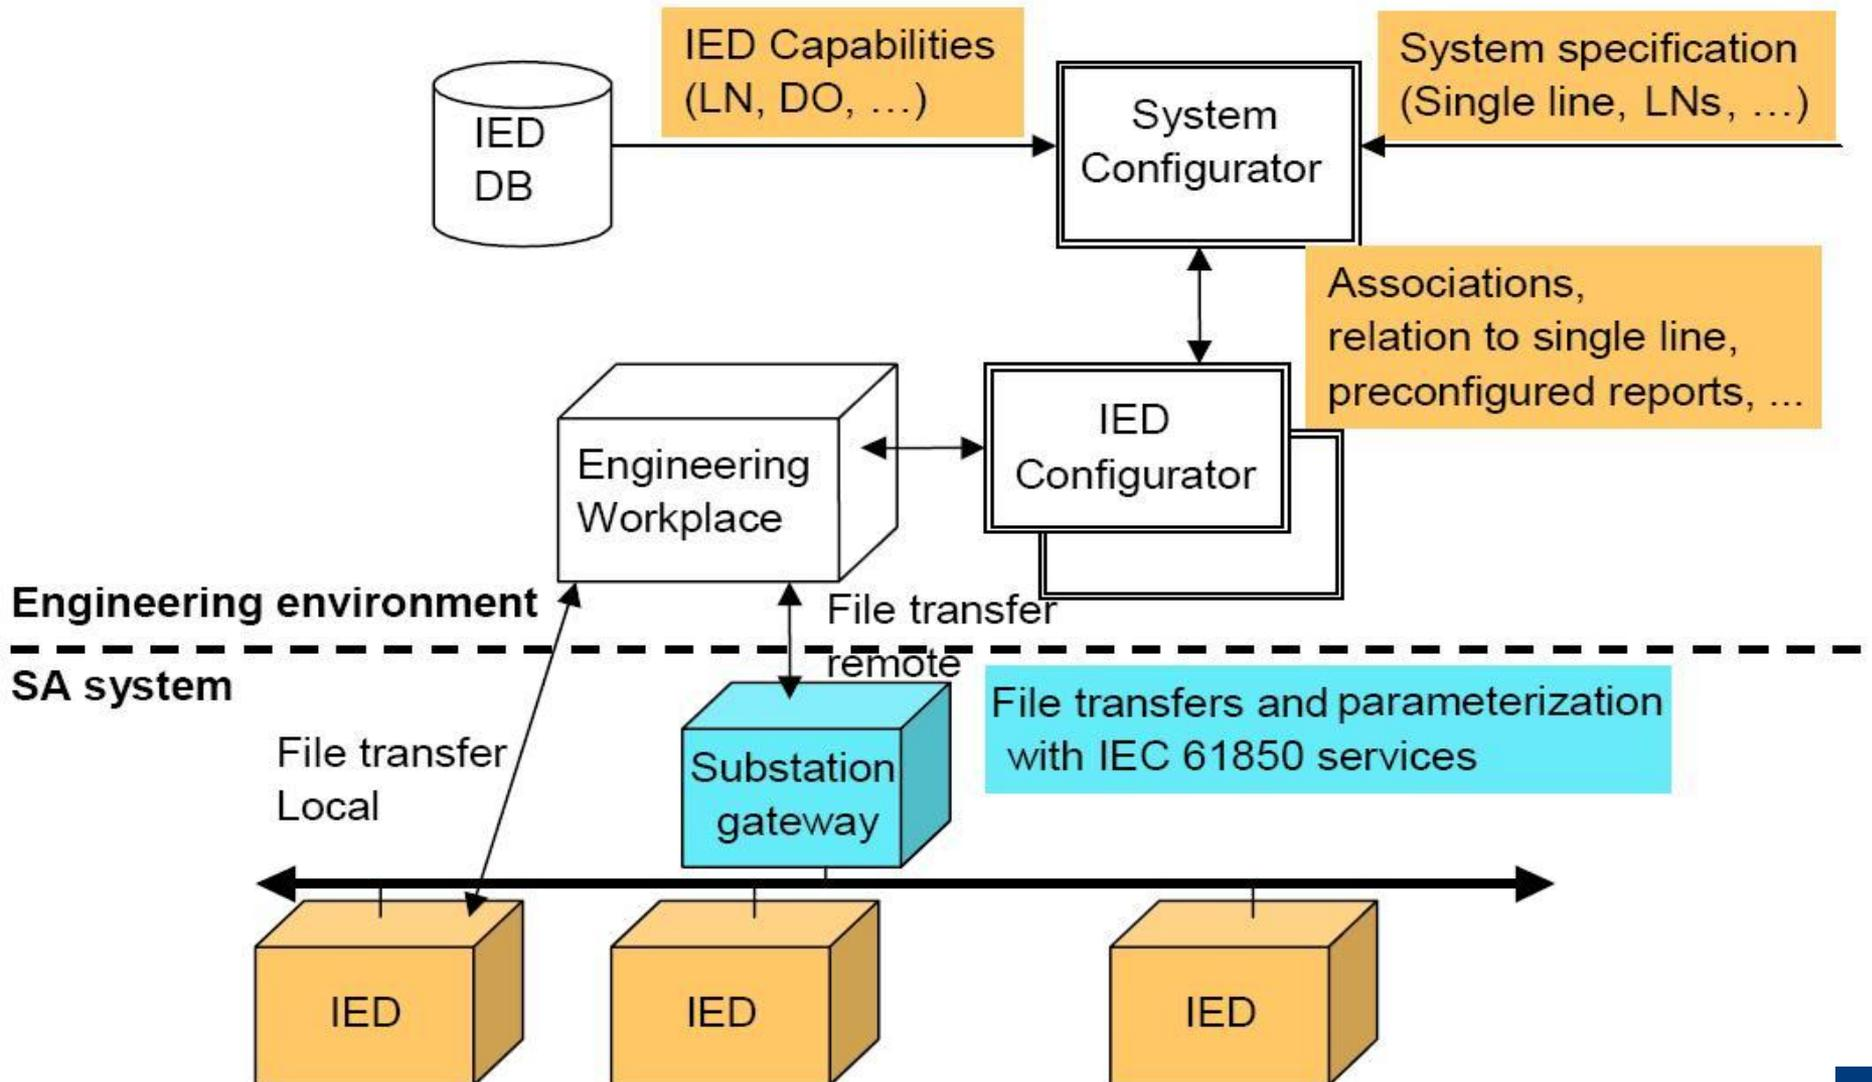 IED Capabilities
(LN, DO, ...)
System specification
(Single line, LNs, ...)
IED
DB
System
Configurator
Associations,
relation to single line,
preconfigured reports, ...
IED
Configurator
Engineering
Workplace
Engineering environment
File transfer
remote
SA system
File transfers and parameterization
with IEC 61850 services
File transfer
Local
Substation
gateway
IED
IED
IED